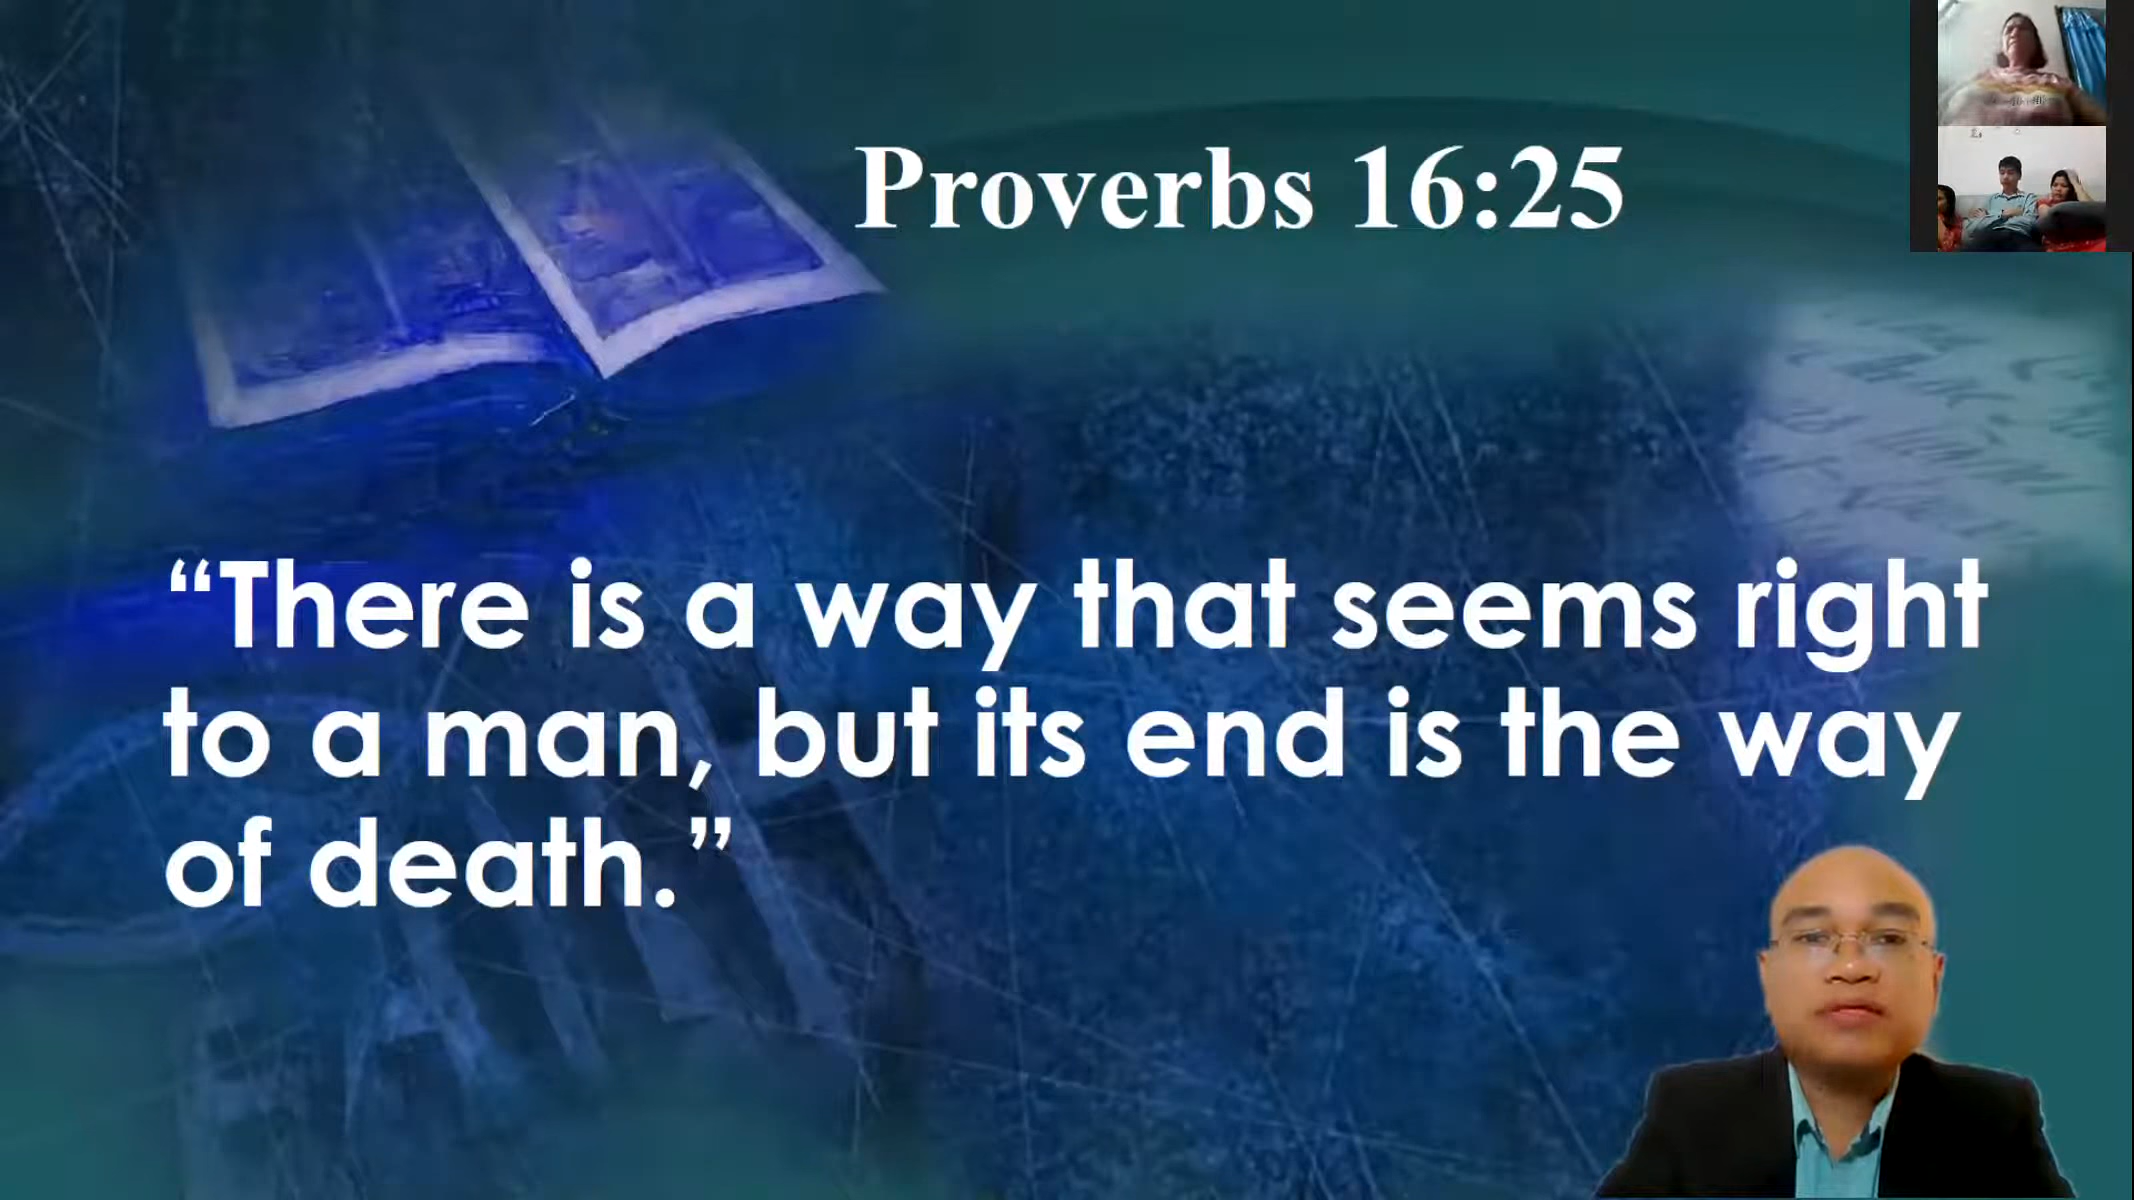 Proverbs 16:25
“There is a way that seems right
to a man, but its end is the way
of death.”